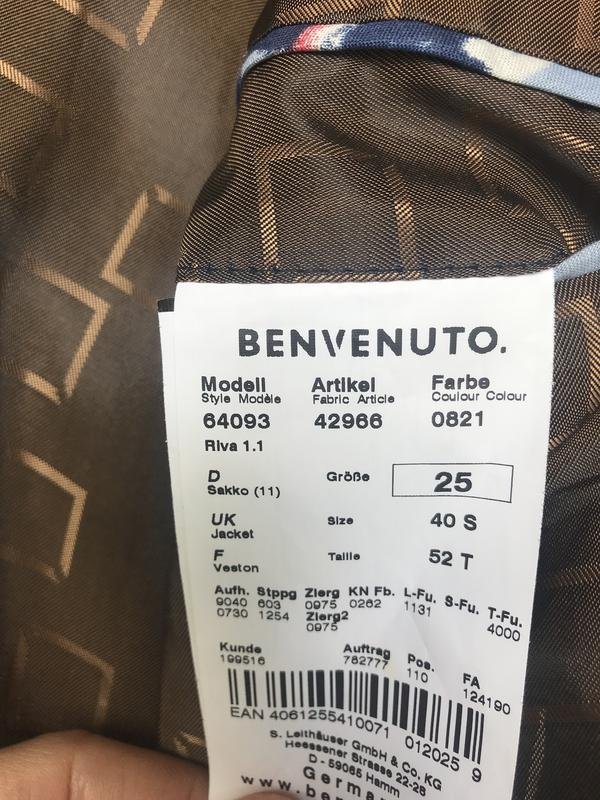 BENVENUTO.
Modell Artikel Farbe
Style Modèle Fabric Article Coulour Colour
64093 42966 0821
Riva 1.1
D Größe 25
Sakko (11)
UK Size 40 S
Jacket
F Taille 52 T
Veston
Aufh. Stppg Zierg KN Fb. L-Fu. S-Fu. T-Fu.
9040 603 0975 0262 1131 4000
0730 1254 Zierg2
0975
Kunde Auftrag Pos. FA
199516 782777 110 124190
EAN 4061255410071 012025 9
S. Leithäuser GmbH & Co. KG
Heessener Strasse 22-26
D - 59065 Hamm